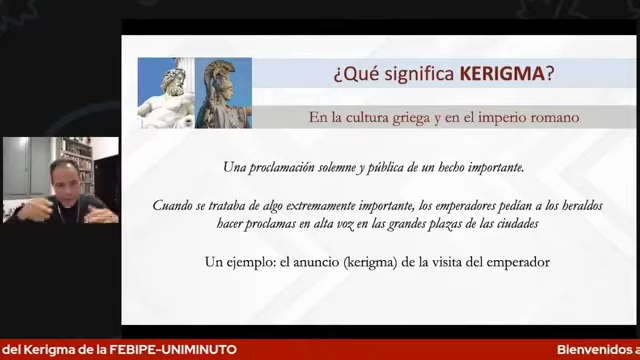 ¿Qué significa KERIGMA?
En la cultura griega y en el imperio romano
Una proclamación solemne y pública de un hecho importante.
Cuando se trataba de algo extremamente importante, los emperadores pedían a los heraldos
hacer proclamas en alta voz en las grandes plazas de las ciudades
Un ejemplo: el anuncio (kerigma) de la visita del emperador
del Kerigma de la FEBIPE-UNIMINUTO
Bienvenidos a